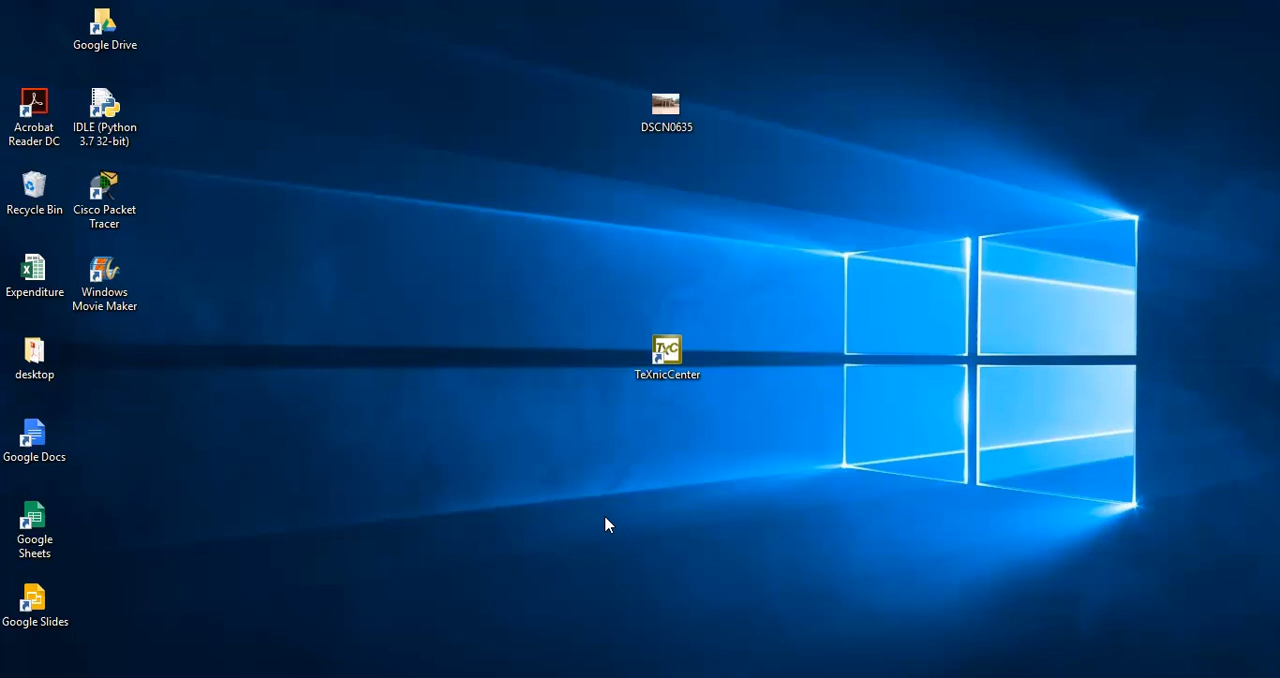 Google Drive
Acrobat
Reader DC
IDLE (Python
3.7 32-bit)
Recycle Bin
Cisco Packet
Tracer
Expenditure
Windows
Movie Maker
desktop
Google Docs
Google
Sheets
Google Slides
DSCN0635
TXC
TeXnicCenter